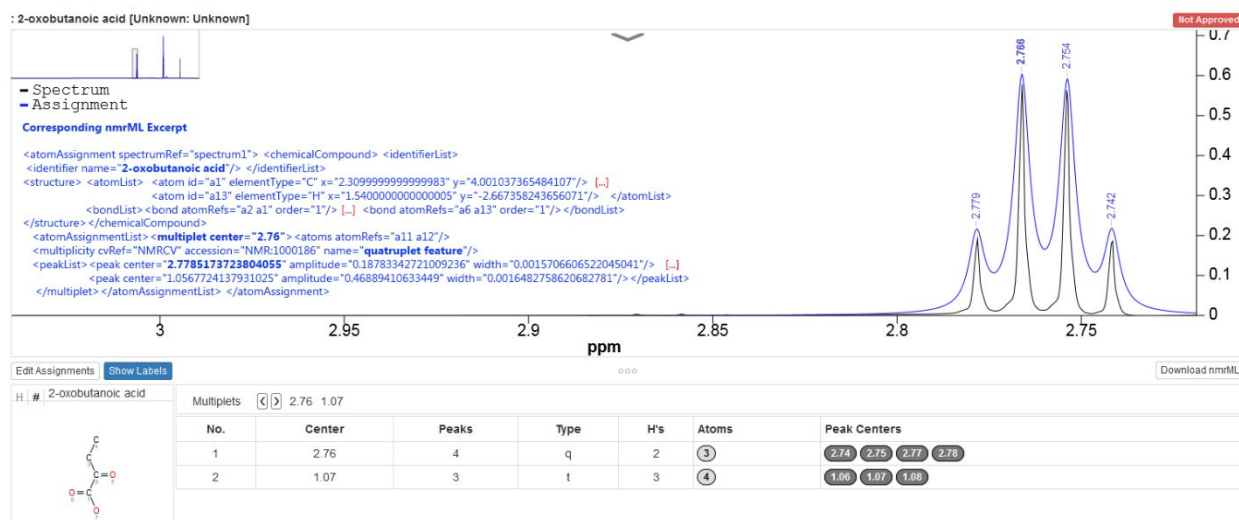 : 2-oxobutanoic acid [Unknown: Unknown]
Not Approved
Spectrum
Assignment
Corresponding nmrML Excerpt
<atomAssignment spectrumRef="spectrum1"> <chemicalCompound> <identifierList>
<identifier name="2-oxobutanoic acid"/> </identifierList>
<structure> <atomList> <atom id="a1" elementType="C" x="2.3099999999999983" y="4.001037365484107"/> [...]
<atom id="a13" elementType="H" x="1.5400000000000005" y="-2.667358243656071"/> </atomList>
<bondList><bond atomRefs="a2 a1" order="1"/> [...] <bond atomRefs="a6 a13" order="1"/></bondList>
</structure></chemicalCompound>
<atomAssignmentList><multiplet center="2.76"><atoms atomRefs="a11 a12"/>
<multiplicity cvRef="NMRCV" accession="NMR:1000186" name="quatruplet feature"/>
<peakList><peak center="2.7785173723804055" amplitude="0.18783342721009236" width="0.0015706606522045041"/> [...]
<peak center="1.0567724137931025" amplitude="0.46889410633449" width="0.0016482758620682781"/></peakList>
</multiplet></atomAssignmentList> </atomAssignment>
2.779
2.766
2.754
2.742
0.7
0.6
0.5
0.4
0.3
0.2
0.1
0
3 2.95 2.9 2.85 2.8 2.75
ppm
Edit Assignments Show Labels Download nmrML
H # 2-oxobutanoic acid
Multiplets 2.76 1.07
No. Center Peaks Type H's Atoms Peak Centers
1 2.76 4 q 2 3 2.74 2.75 2.77 2.78
2 1.07 3 t 3 4 1.06 1.07 1.08
C
C
C=O
O=C
O